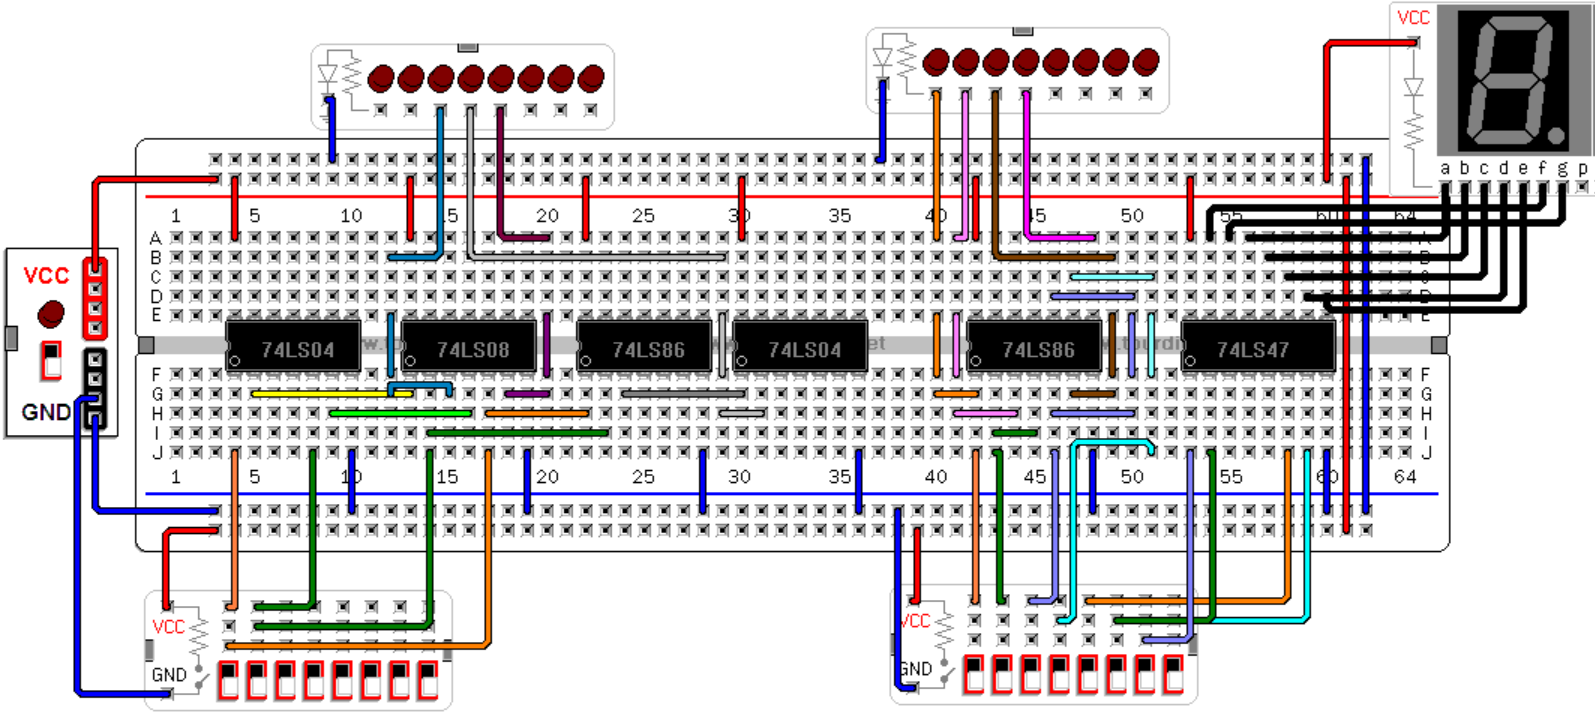 VCC
a b c d e f g p
1 5 10 15 20 25 30 35 40 45 50 55 60 64
A
B
C
D
E
VCC
GND
74LS04
74LS08
74LS86
74LS04
74LS86
74LS47
F F
G G
H H
I I
J J
1 5 10 15 20 25 30 35 40 45 50 55 60 64
VCC
GND
VCC
GND